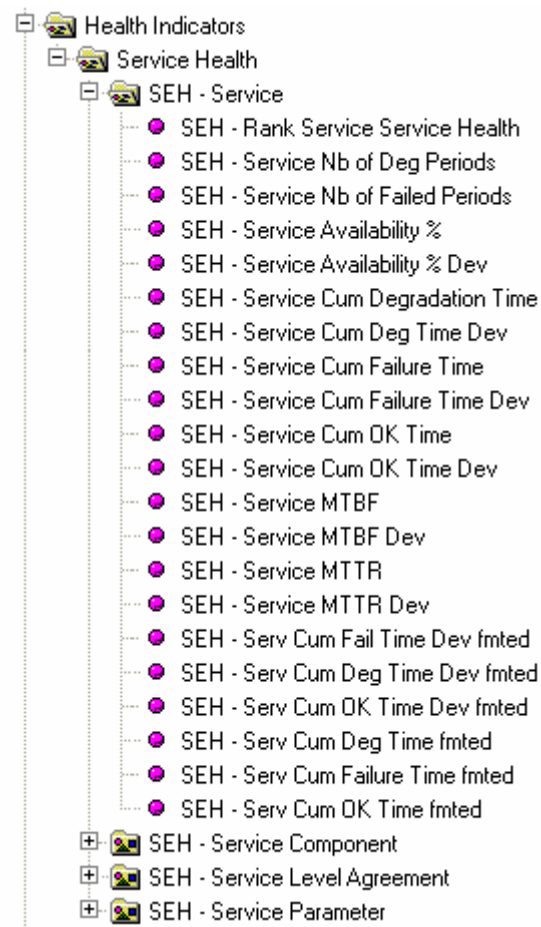 Health Indicators
Service Health
SEH - Service
SEH - Rank Service Service Health
SEH - Service Nb of Deg Periods
SEH - Service Nb of Failed Periods
SEH - Service Availability %
SEH - Service Availability % Dev
SEH - Service Cum Degradation Time
SEH - Service Cum Deg Time Dev
SEH - Service Cum Failure Time
SEH - Service Cum Failure Time Dev
SEH - Service Cum OK Time
SEH - Service Cum OK Time Dev
SEH - Service MTBF
SEH - Service MTBF Dev
SEH - Service MTTR
SEH - Service MTTR Dev
SEH - Serv Cum Fail Time Dev fmted
SEH - Serv Cum Deg Time Dev fmted
SEH - Serv Cum OK Time Dev fmted
SEH - Serv Cum Deg Time fmted
SEH - Serv Cum Failure Time fmted
SEH - Serv Cum OK Time fmted
SEH - Service Component
SEH - Service Level Agreement
SEH - Service Parameter